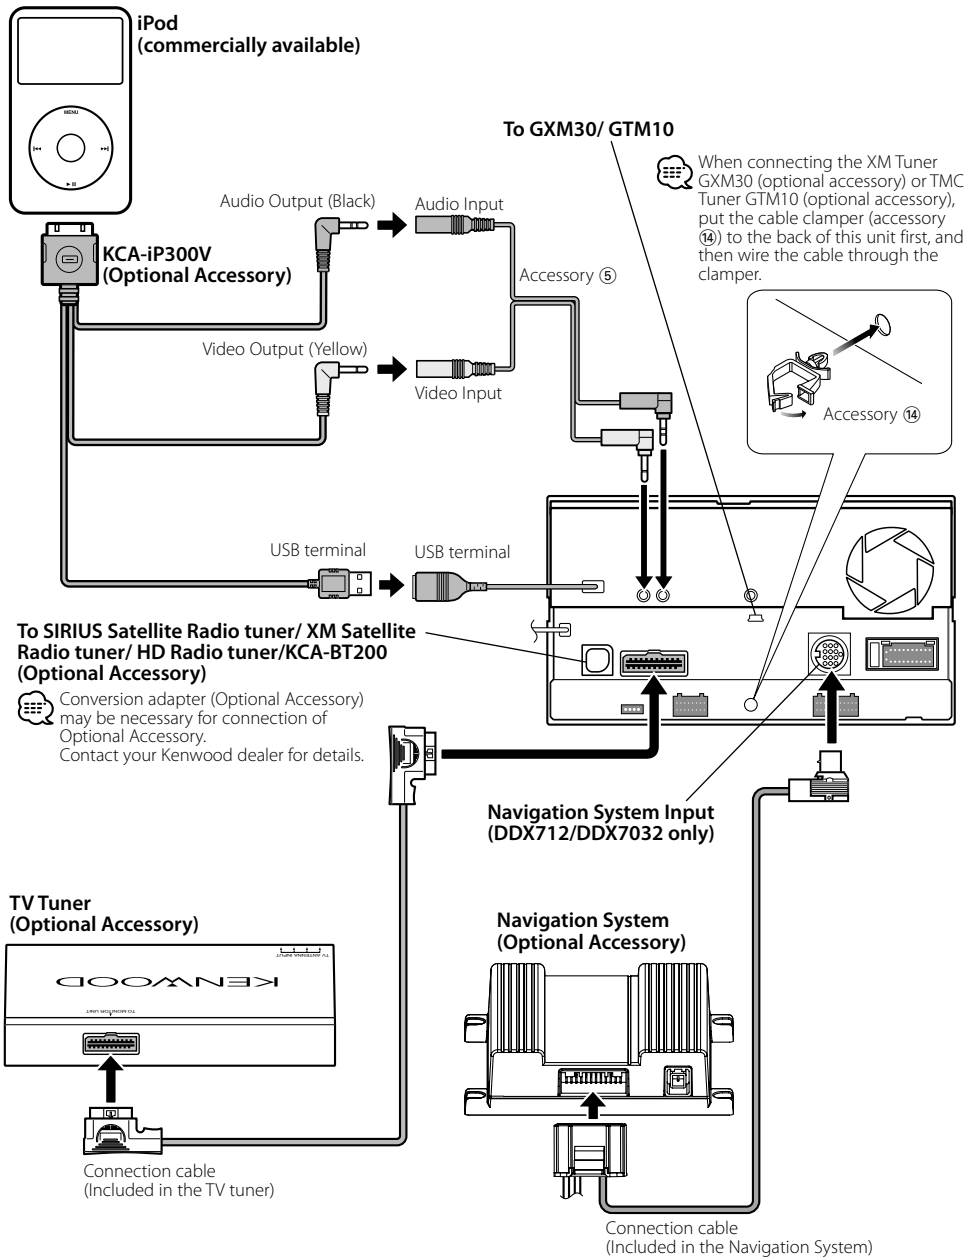 iPod
(commercially available)
MENU
To GXM30/ GTM10
When connecting the XM Tuner
GXM30 (optional accessory) or TMC
Tuner GTM10 (optional accessory),
put the cable clamper (accessory
⑭) to the back of this unit first, and
then wire the cable through the
clamper.
Audio Output (Black)
Audio Input
KCA-iP300V
(Optional Accessory)
Accessory ⑤
Video Output (Yellow)
Video Input
Accessory ⑭
USB terminal
USB terminal
To SIRIUS Satellite Radio tuner/ XM Satellite
Radio tuner/ HD Radio tuner/KCA-BT200
(Optional Accessory)
Conversion adapter (Optional Accessory)
may be necessary for connection of
Optional Accessory.
Contact your Kenwood dealer for details.
Navigation System Input
(DDX712/DDX7032 only)
TV Tuner
(Optional Accessory)
TV ANTENNA INPUT
KENWOOD
TO MONITOR UNIT
Navigation System
(Optional Accessory)
Connection cable
(Included in the TV tuner)
Connection cable
(Included in the Navigation System)